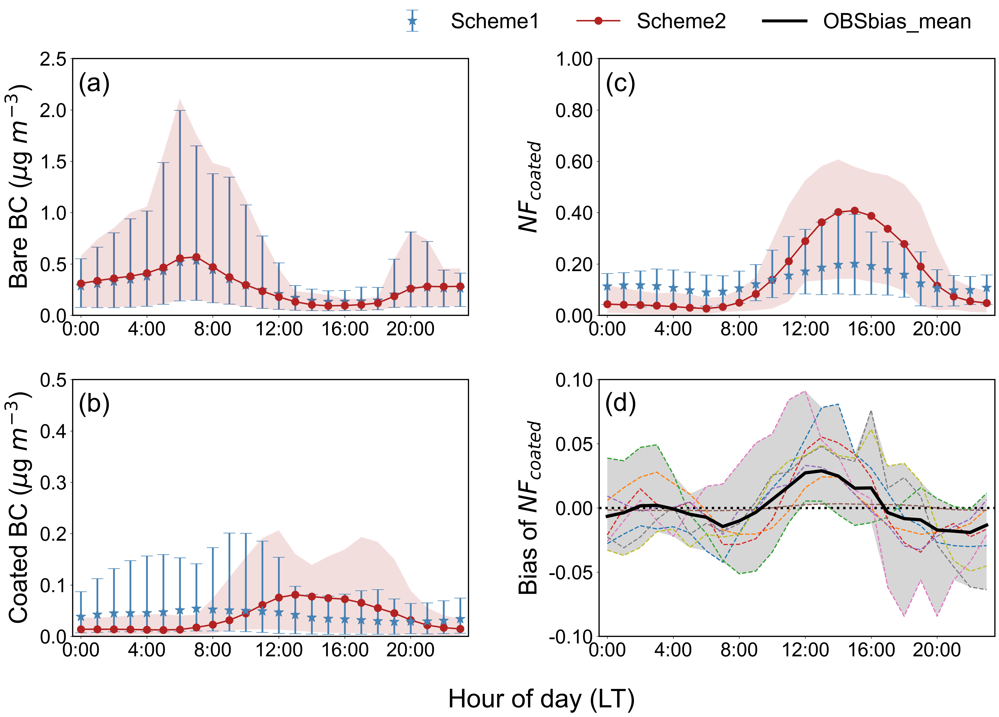 Scheme1 Scheme2 OBSbias_mean
(a)
Bare BC (μg m⁻³)
2.5
2.0
1.5
1.0
0.5
0.0
0:00 4:00 8:00 12:00 16:00 20:00
(c)
NF_coated
1.00
0.80
0.60
0.40
0.20
0.00
0:00 4:00 8:00 12:00 16:00 20:00
(b)
Coated BC (μg m⁻³)
0.5
0.4
0.3
0.2
0.1
0.0
0:00 4:00 8:00 12:00 16:00 20:00
(d)
Bias of NF_coated
0.10
0.05
0.00
-0.05
-0.10
0:00 4:00 8:00 12:00 16:00 20:00
Hour of day (LT)